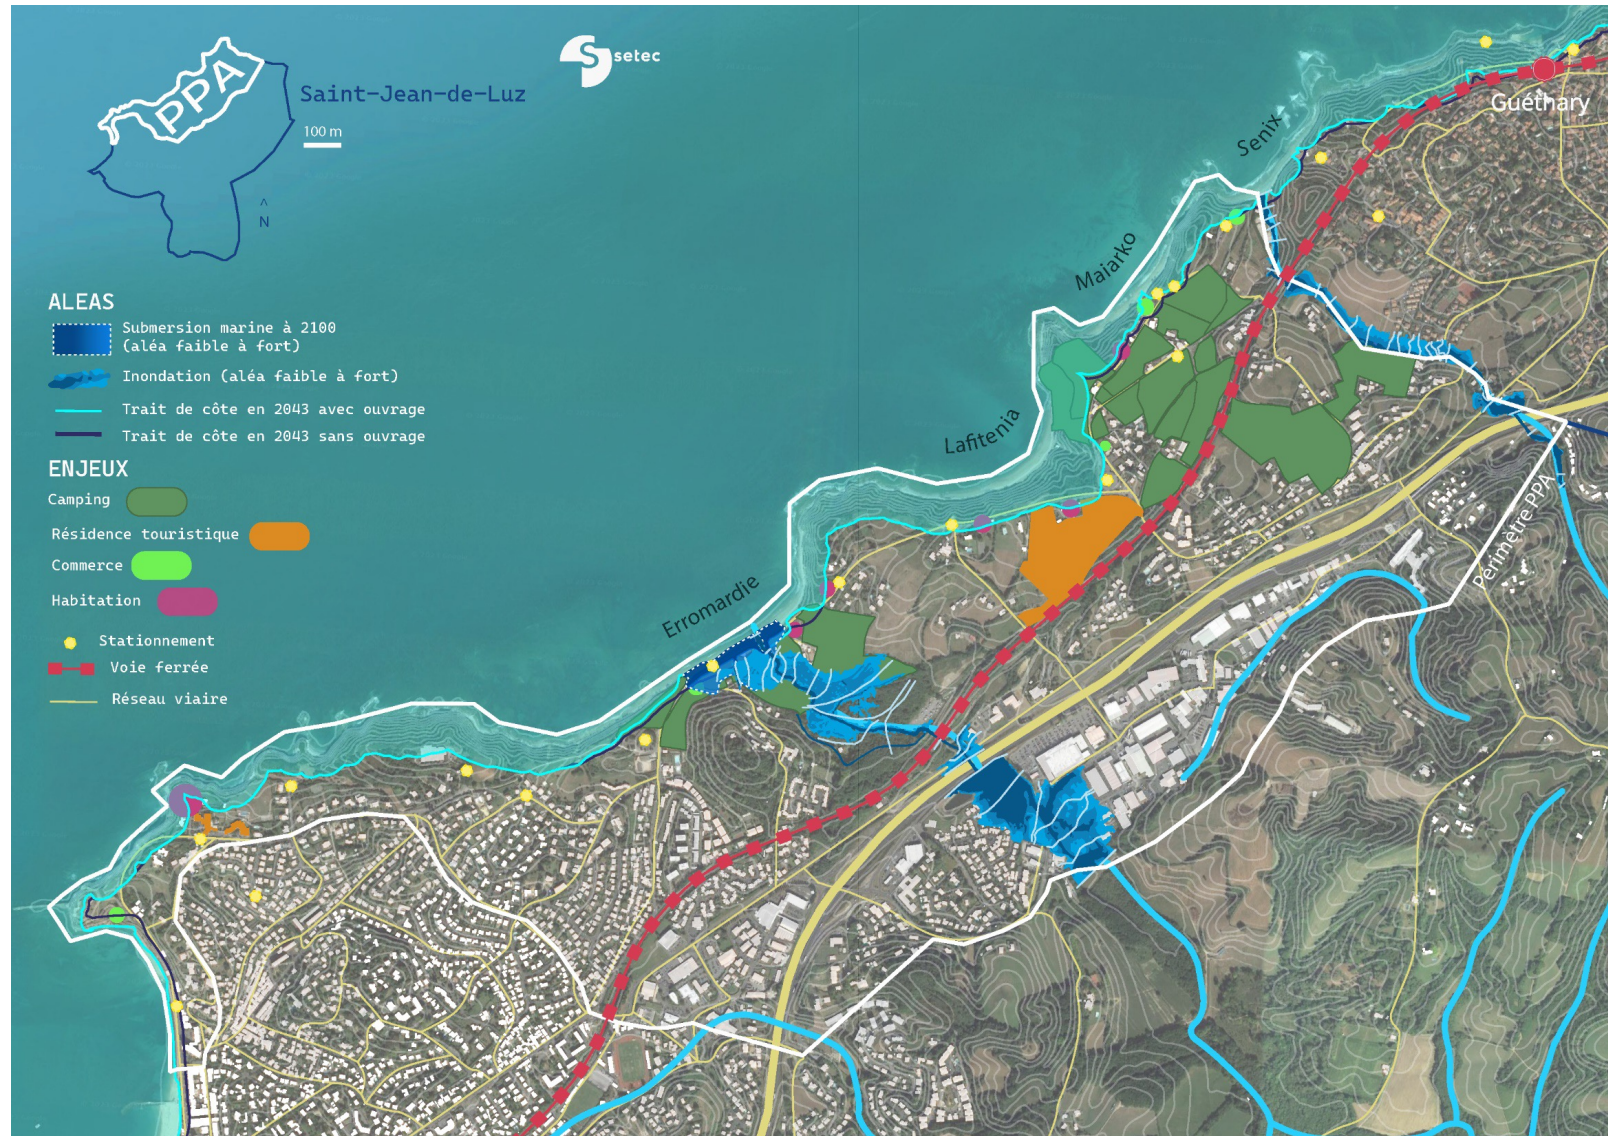 PPA
Saint-Jean-de-Luz
100 m
^
N
S setec
Guéthary
Senix
Maiarko
Lafitenia
Erromardie
Périmètre PPA
ALEAS
Submersion marine à 2100
(aléa faible à fort)
Inondation (aléa faible à fort)
Trait de côte en 2043 avec ouvrage
Trait de côte en 2043 sans ouvrage
ENJEUX
Camping
Résidence touristique
Commerce
Habitation
Stationnement
Voie ferrée
Réseau viaire